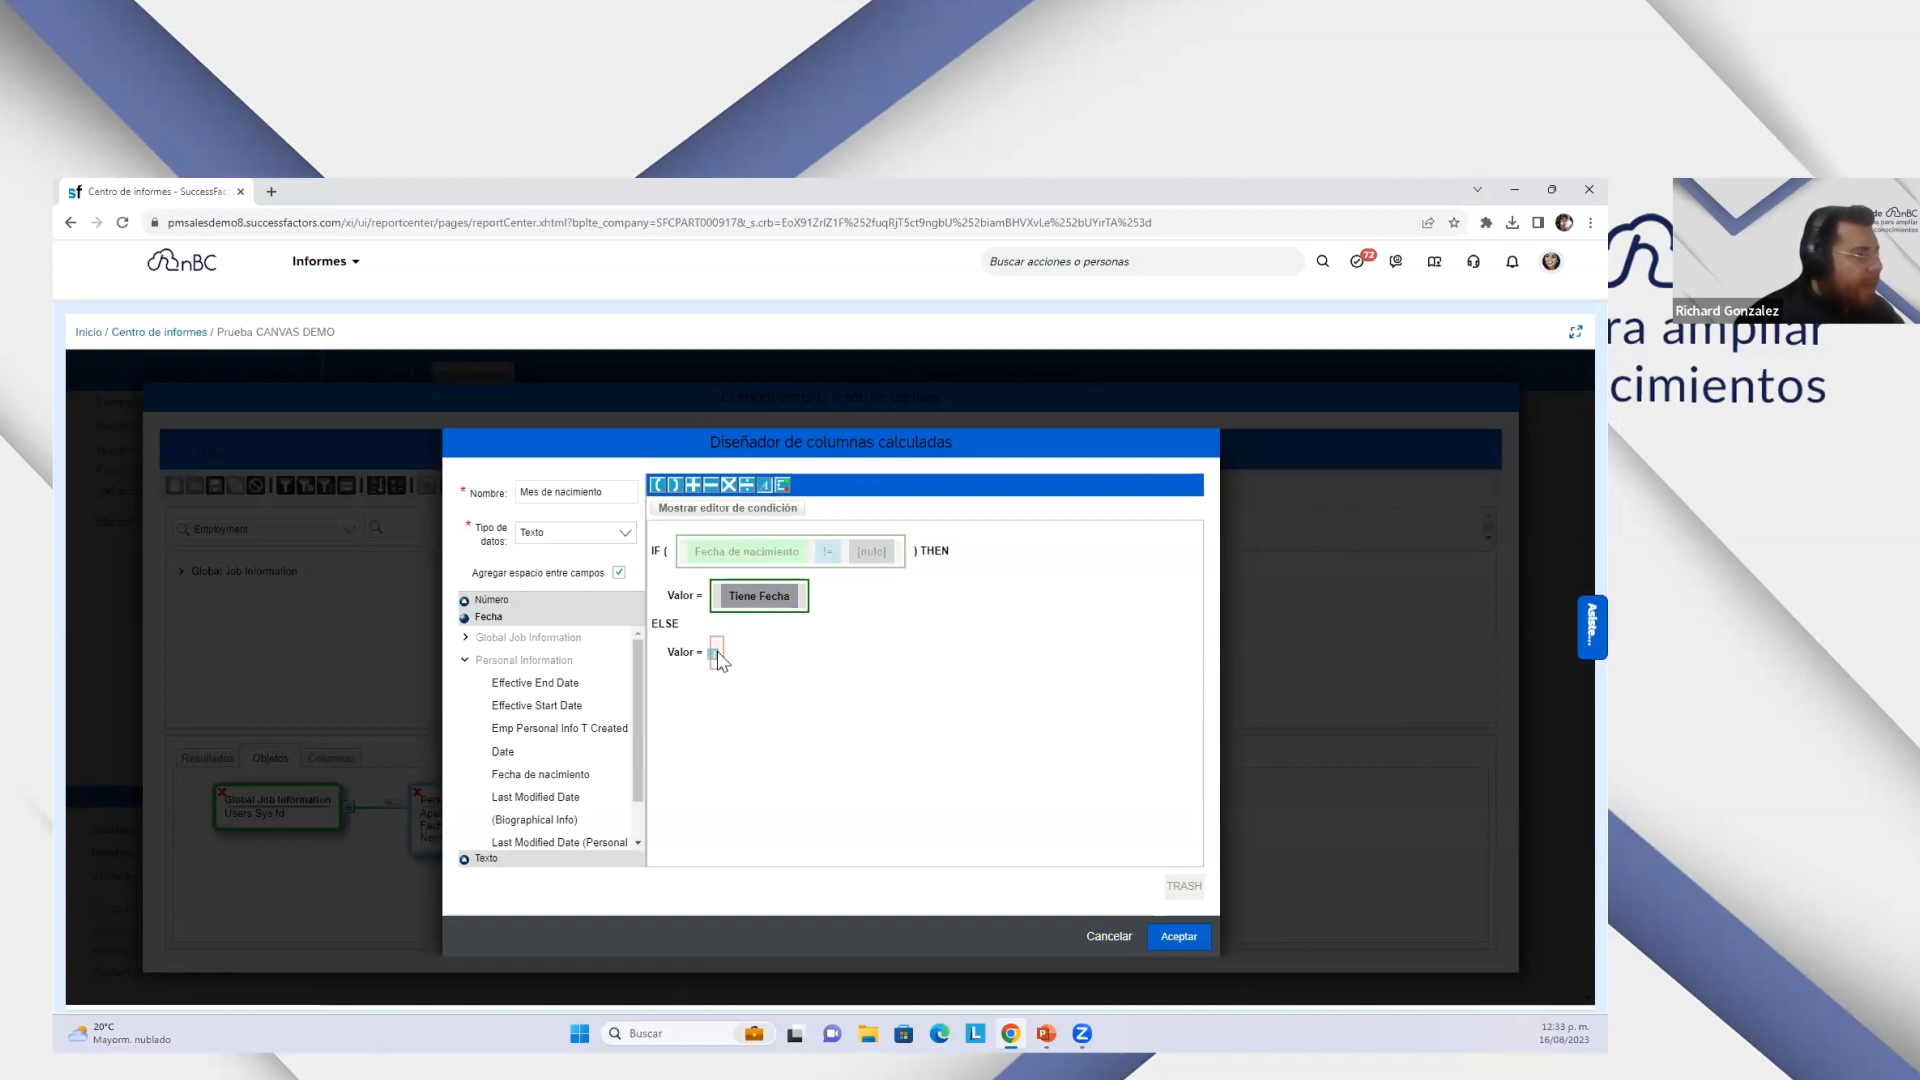 Centro de informes - SuccessFac
pmsalesdemo8.successfactors.com/xi/ui/reportcenter/pages/reportCenter.xhtml?bplte_company=SFCPART000917&_s.crb=EoX91ZrlZ1F%252fuqRjT5ct9ngbU%252biamBHVXvLe%252bUYirTA%253d
nBC
Informes
Buscar acciones o personas
72
Richard Gonzalez
ra ampliar
cimientos
Inicio / Centro de informes / Prueba CANVAS DEMO
Diseñador de columnas calculadas
* Nombre: Mes de nacimiento
* Tipo de datos: Texto
Agregar espacio entre campos
Número
Fecha
Global Job Information
Personal Information
Effective End Date
Effective Start Date
Emp Personal Info T Created
Date
Fecha de nacimiento
Last Modified Date
(Biographical Info)
Last Modified Date (Personal
Texto
Mostrar editor de condición
IF ( Fecha de nacimiento != [nulo] ) THEN
Valor = Tiene Fecha
ELSE
Valor =
TRASH
Cancelar
Aceptar
Employment
Global Job Information
Resultados Objetos Columnas
Global Job Information
Users Sys Id
Asiste...
20°C
Mayorm. nublado
Buscar
12:33 p. m.
16/08/2023